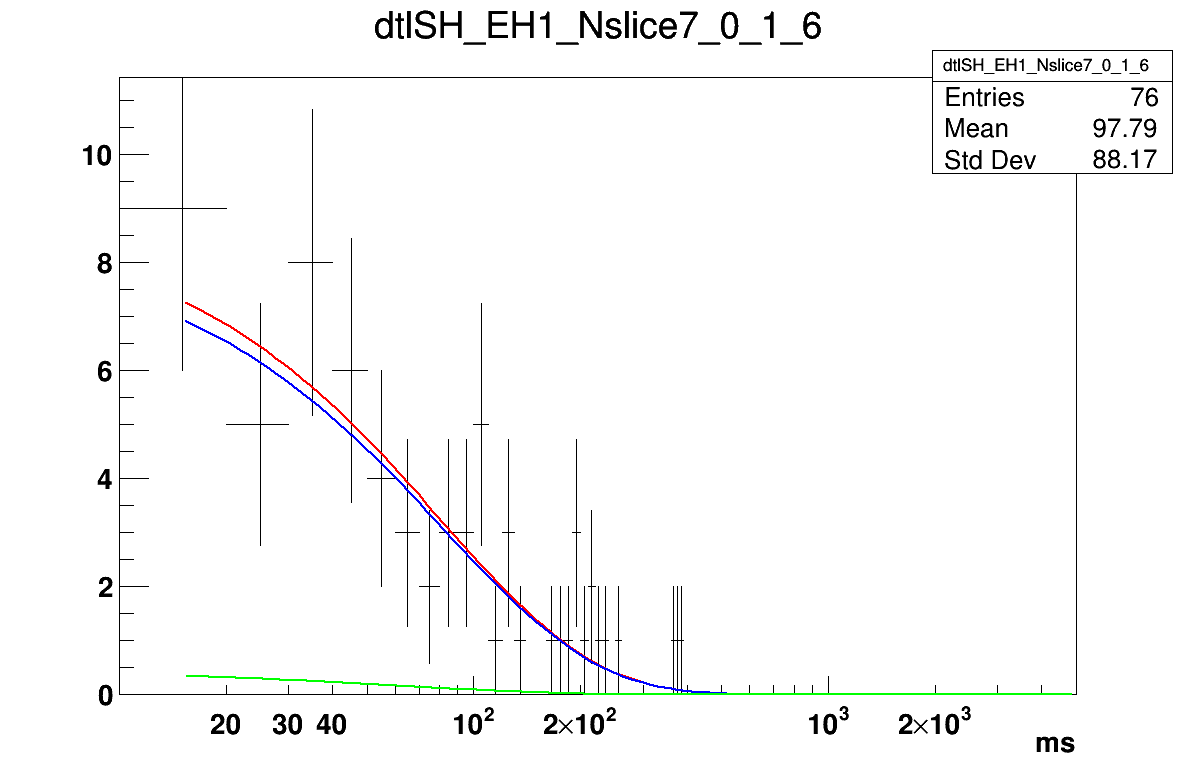 dtlSH_EH1_Nslice7_0_1_6
dtlSH_EH1_Nslice7_0_1_6
Entries 76
Mean 97.79
Std Dev 88.17
10
8
6
4
2
0
20 30 40 10² 2×10² 10³ 2×10³
ms